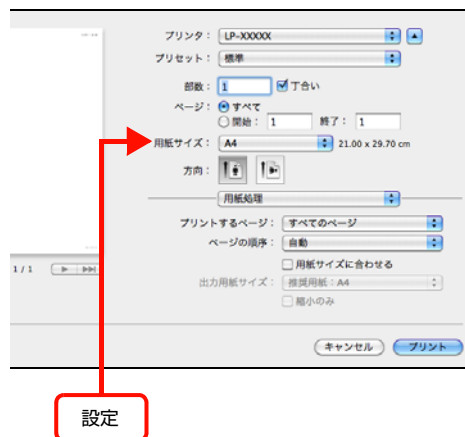 プリンタ： LP-XXXXX
プリセット： 標準
部数： 1 丁合い
ページ： すべて
開始： 1 終了： 1
用紙サイズ： A4 21.00 x 29.70 cm
方向：
用紙処理
プリントするページ： すべてのページ
ページの順序： 自動
用紙サイズに合わせる
1 / 1
出力用紙サイズ： 推奨用紙：A4
縮小のみ
キャンセル プリント
設定